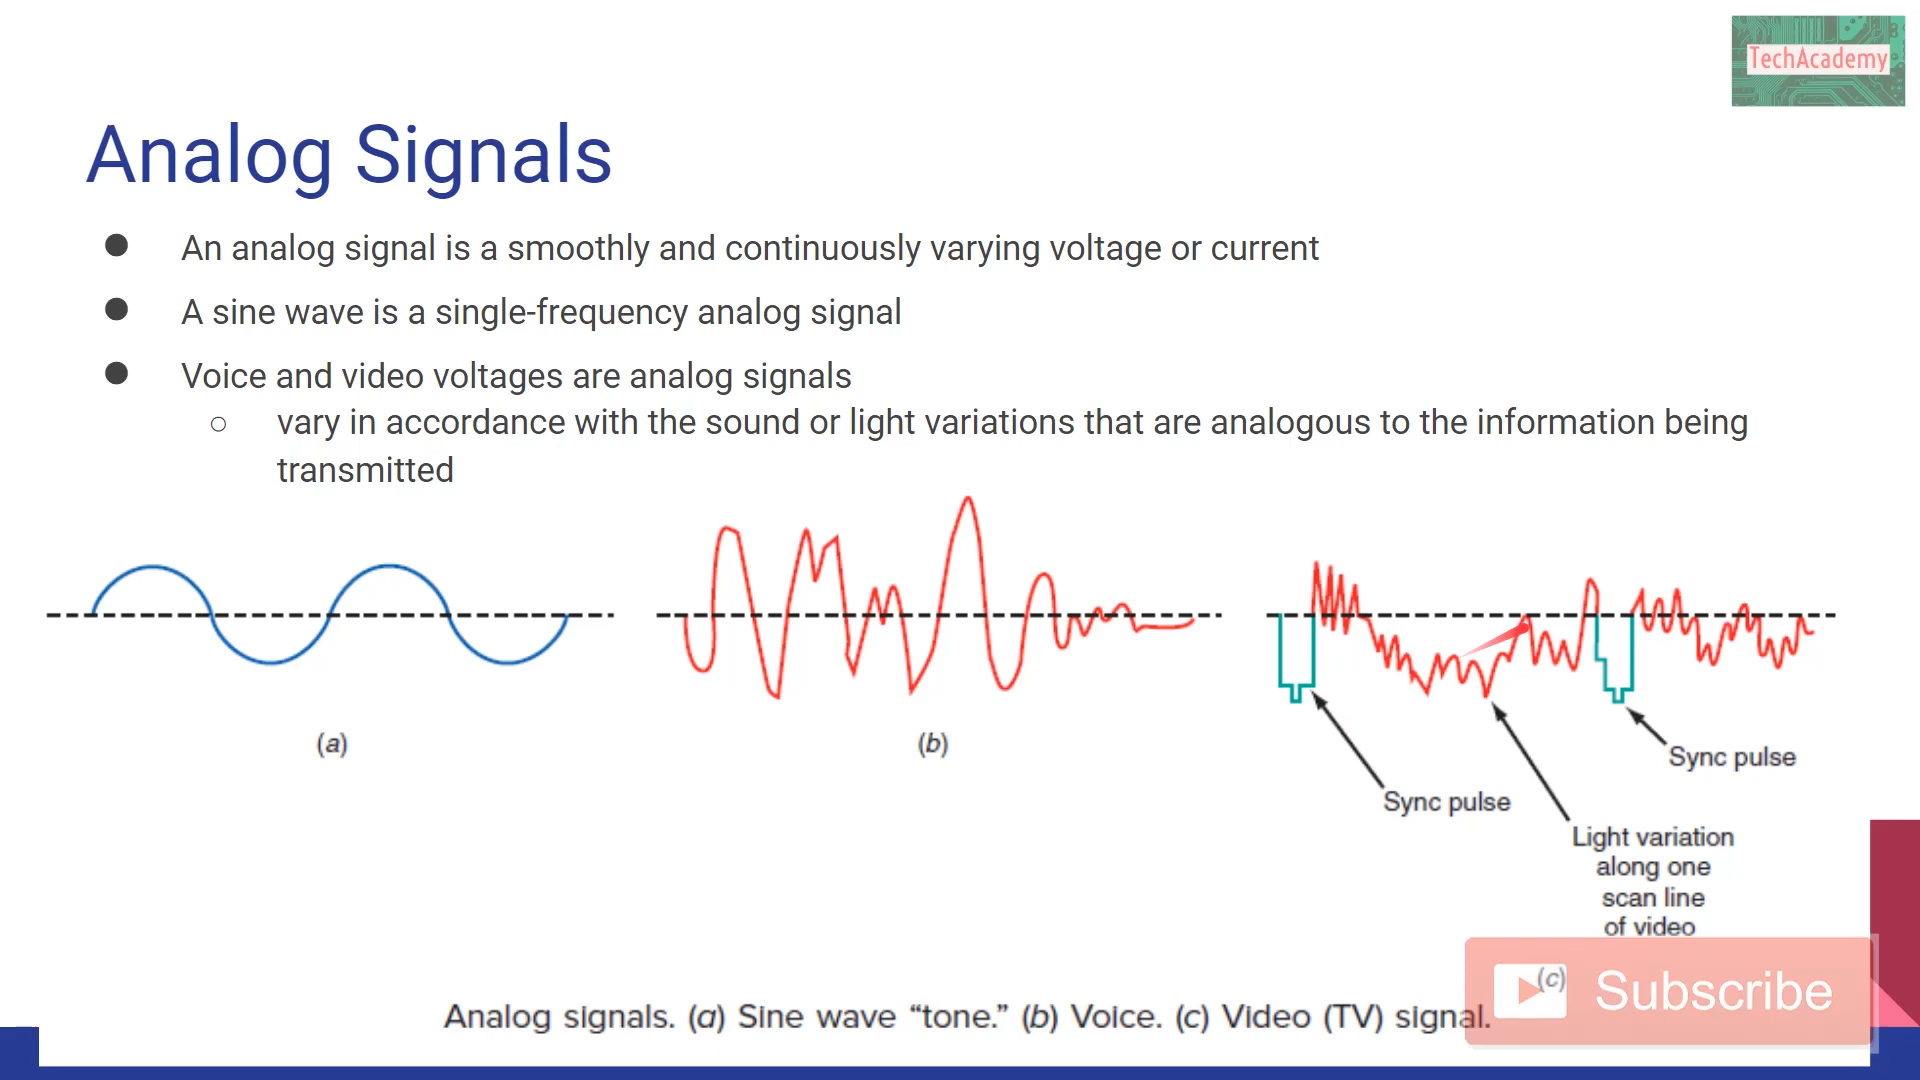 TechAcademy
Analog Signals
● An analog signal is a smoothly and continuously varying voltage or current
● A sine wave is a single-frequency analog signal
● Voice and video voltages are analog signals
○ vary in accordance with the sound or light variations that are analogous to the information being
transmitted
(a)
(b)
Sync pulse
Sync pulse
Light variation
along one
scan line
of video
(c)
Subscribe
Analog signals. (a) Sine wave “tone.” (b) Voice. (c) Video (TV) signal.